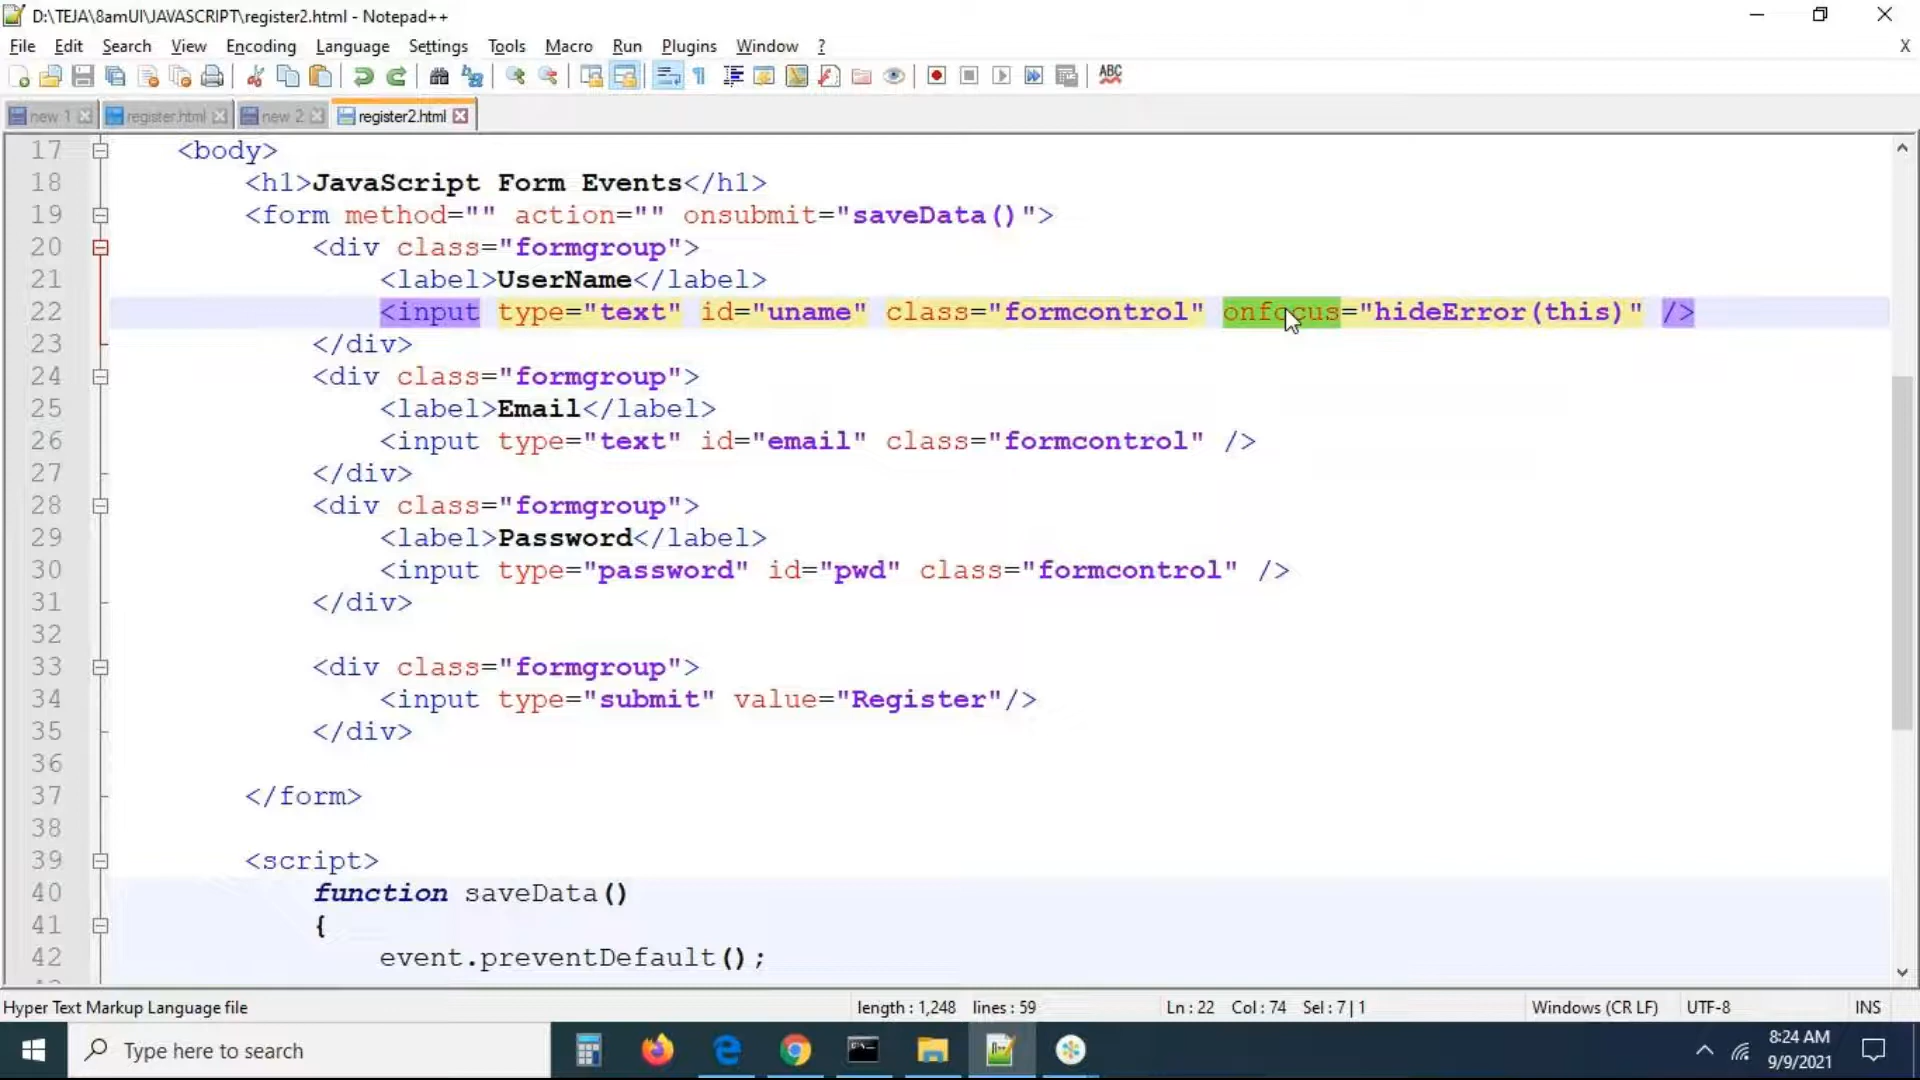 D:\TEJA\8amUI\JAVASCRIPT\register2.html - Notepad++
File Edit Search View Encoding Language Settings Tools Macro Run Plugins Window ? X
ABC
new 1 register.html new 2 register2.html
17 <body>
18 <h1>JavaScript Form Events</h1>
19 <form method="" action="" onsubmit="saveData()">
20 <div class="formgroup">
21 <label>UserName</label>
22 <input type="text" id="uname" class="formcontrol" onfocus="hideError(this)" />
23 </div>
24 <div class="formgroup">
25 <label>Email</label>
26 <input type="text" id="email" class="formcontrol" />
27 </div>
28 <div class="formgroup">
29 <label>Password</label>
30 <input type="password" id="pwd" class="formcontrol" />
31 </div>
32
33 <div class="formgroup">
34 <input type="submit" value="Register"/>
35 </div>
36
37 </form>
38
39 <script>
40 function saveData()
41 {
42 event.preventDefault();
Hyper Text Markup Language file length : 1,248 lines : 59 Ln : 22 Col : 74 Sel : 7 | 1 Windows (CR LF) UTF-8 INS
Type here to search
8:24 AM
9/9/2021